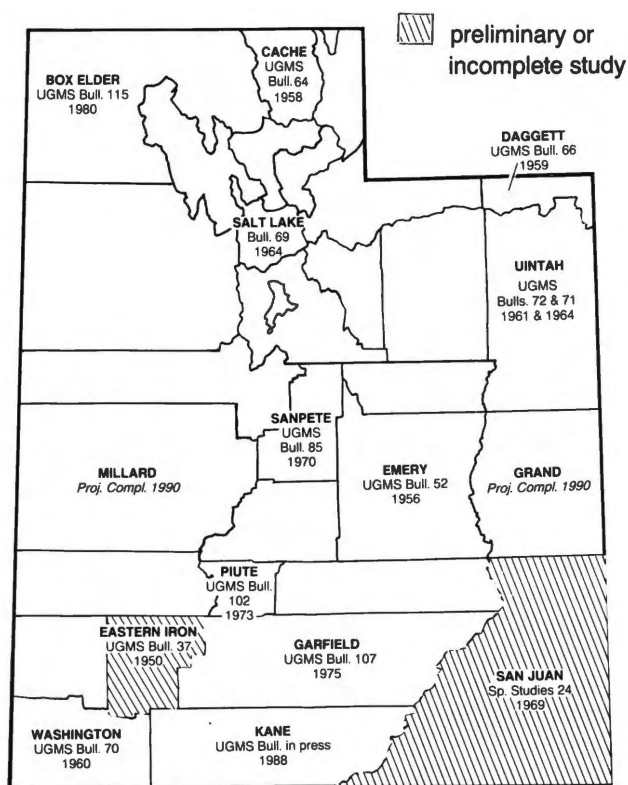 preliminary or
incomplete study
CACHE
UGMS
Bull. 64
1958
BOX ELDER
UGMS Bull. 115
1980
DAGGETT
UGMS Bull. 66
1959
SALT LAKE
Bull. 69
1964
UINTAH
UGMS
Bulls. 72 & 71
1961 & 1964
SANPETE
UGMS
Bull. 85
1970
MILLARD
Proj. Compl. 1990
EMERY
UGMS Bull. 52
1956
GRAND
Proj. Compl. 1990
PIUTE
UGMS Bull.
102
1973
EASTERN IRON
UGMS Bull. 37
1950
GARFIELD
UGMS Bull. 107
1975
SAN JUAN
Sp. Studies 24
1969
WASHINGTON
UGMS Bull. 70
1960
KANE
UGMS Bull. in press
1988